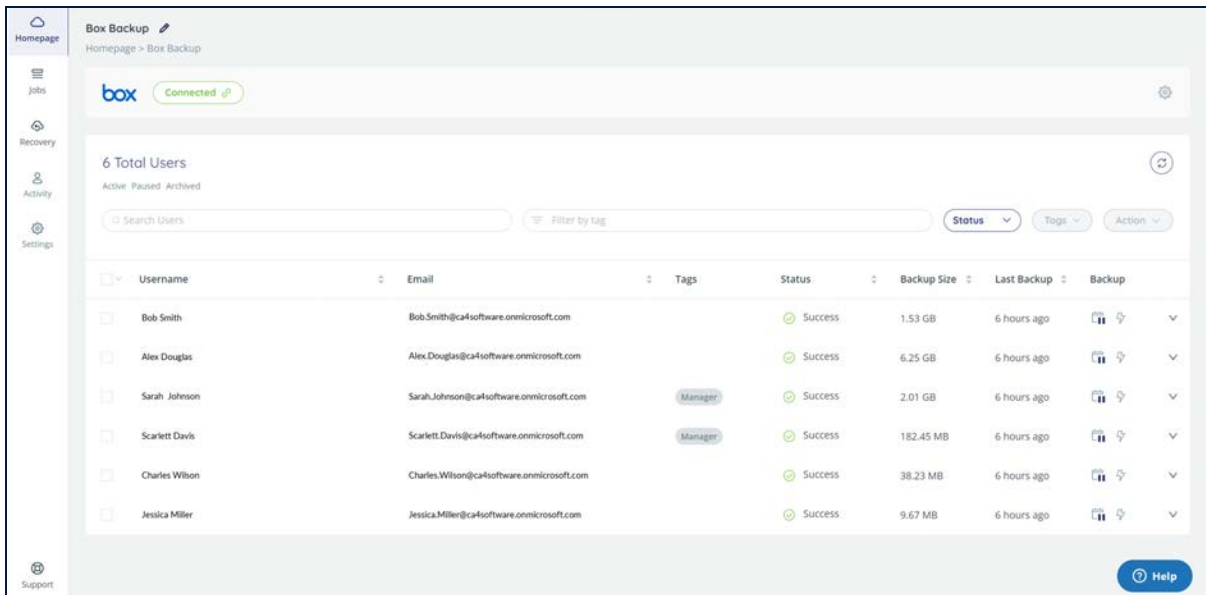 Homepage
Jobs
Recovery
Activity
Settings
Support
Box Backup
Homepage > Box Backup
box Connected
6 Total Users
Active Paused Archived
Search Users Filter by tag Status Tags Action
Username Email Tags Status Backup Size Last Backup Backup
Bob Smith Bob.Smith@ca4software.onmicrosoft.com Success 1.53 GB 6 hours ago
Alex Douglas Alex.Douglas@ca4software.onmicrosoft.com Success 6.25 GB 6 hours ago
Sarah Johnson Sarah.Johnson@ca4software.onmicrosoft.com Manager Success 2.01 GB 6 hours ago
Scarlett Davis Scarlett.Davis@ca4software.onmicrosoft.com Manager Success 182.45 MB 6 hours ago
Charles Wilson Charles.Wilson@ca4software.onmicrosoft.com Success 38.23 MB 6 hours ago
Jessica Miller Jessica.Miller@ca4software.onmicrosoft.com Success 9.67 MB 6 hours ago
Help